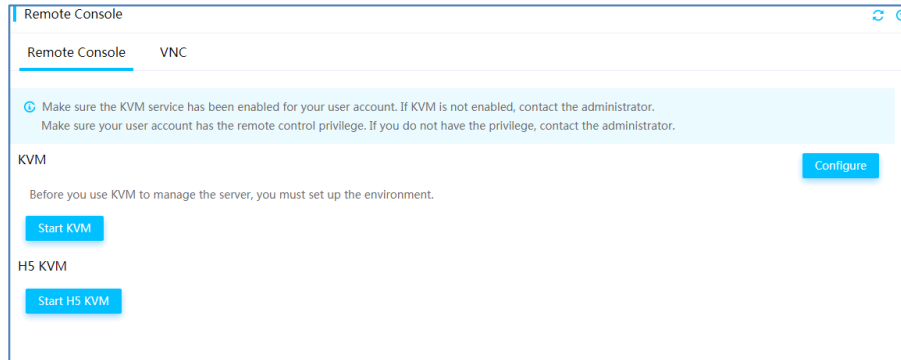 Remote Console
Remote Console VNC
Make sure the KVM service has been enabled for your user account. If KVM is not enabled, contact the administrator.
Make sure your user account has the remote control privilege. If you do not have the privilege, contact the administrator.
KVM
Configure
Before you use KVM to manage the server, you must set up the environment.
Start KVM
H5 KVM
Start H5 KVM